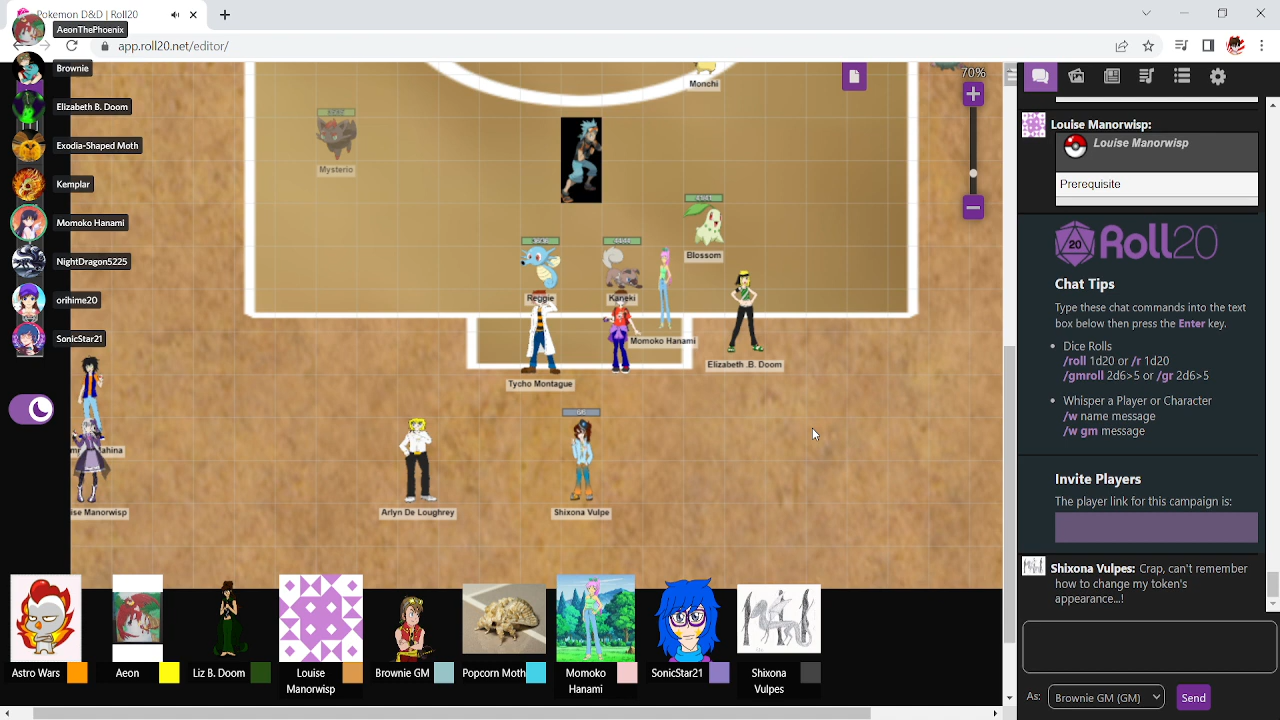 Pokemon D&D | Roll20
app.roll20.net/editor/
AeonThePhoenix
Brownie
Elizabeth B. Doom
Exodia-Shaped Moth
Kemplar
Momoko Hanami
NightDragon5225
orihime20
SonicStar21
70%
Monchi
Mysterio
Blossom
Reggie
Kaneki
Momoko Hanami
Elizabeth .B. Doom
Tycho Montague
66
ahina
ise Manorwisp
Arlyn De Loughrey
Shixona Vulpe
Astro Wars
Aeon
Liz B. Doom
Louise
Manorwisp
Brownie GM
Popcorn Moth
Momoko
Hanami
SonicStar21
Shixona
Vulpes
Louise Manorwisp:
Louise Manorwisp
Prerequisite
20 Roll20
Chat Tips
Type these chat commands into the text
box below then press the Enter key.
• Dice Rolls
/roll 1d20 or /r 1d20
/gmroll 2d6>5 or /gr 2d6>5
• Whisper a Player or Character
/w name message
/w gm message
Invite Players
The player link for this campaign is:
Shixona Vulpes: Crap, can't remember
how to change my token's
appearance...!
As: Brownie GM (GM) Send